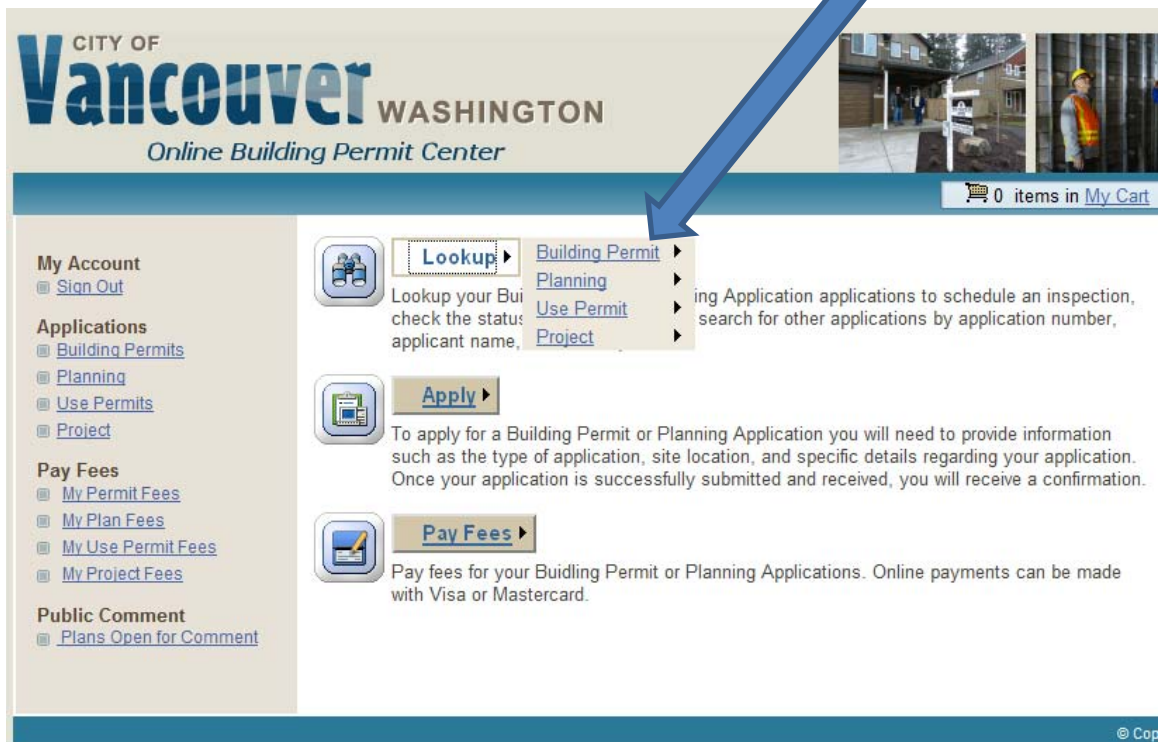 CITY OF
Vancouver WASHINGTON
Online Building Permit Center
0 items in My Cart
My Account
Sign Out
Applications
Building Permits
Planning
Use Permits
Project
Pay Fees
My Permit Fees
My Plan Fees
My Use Permit Fees
My Project Fees
Public Comment
Plans Open for Comment
Lookup
Building Permit
Planning
Use Permit
Project
Lookup your ing Application applications to schedule an inspection,
check the search for other applications by application number,
applicant name,
Apply
To apply for a Building Permit or Planning Application you will need to provide information
such as the type of application, site location, and specific details regarding your application.
Once your application is successfully submitted and received, you will receive a confirmation.
Pay Fees
Pay fees for your Buidling Permit or Planning Applications. Online payments can be made
with Visa or Mastercard.
© Cop